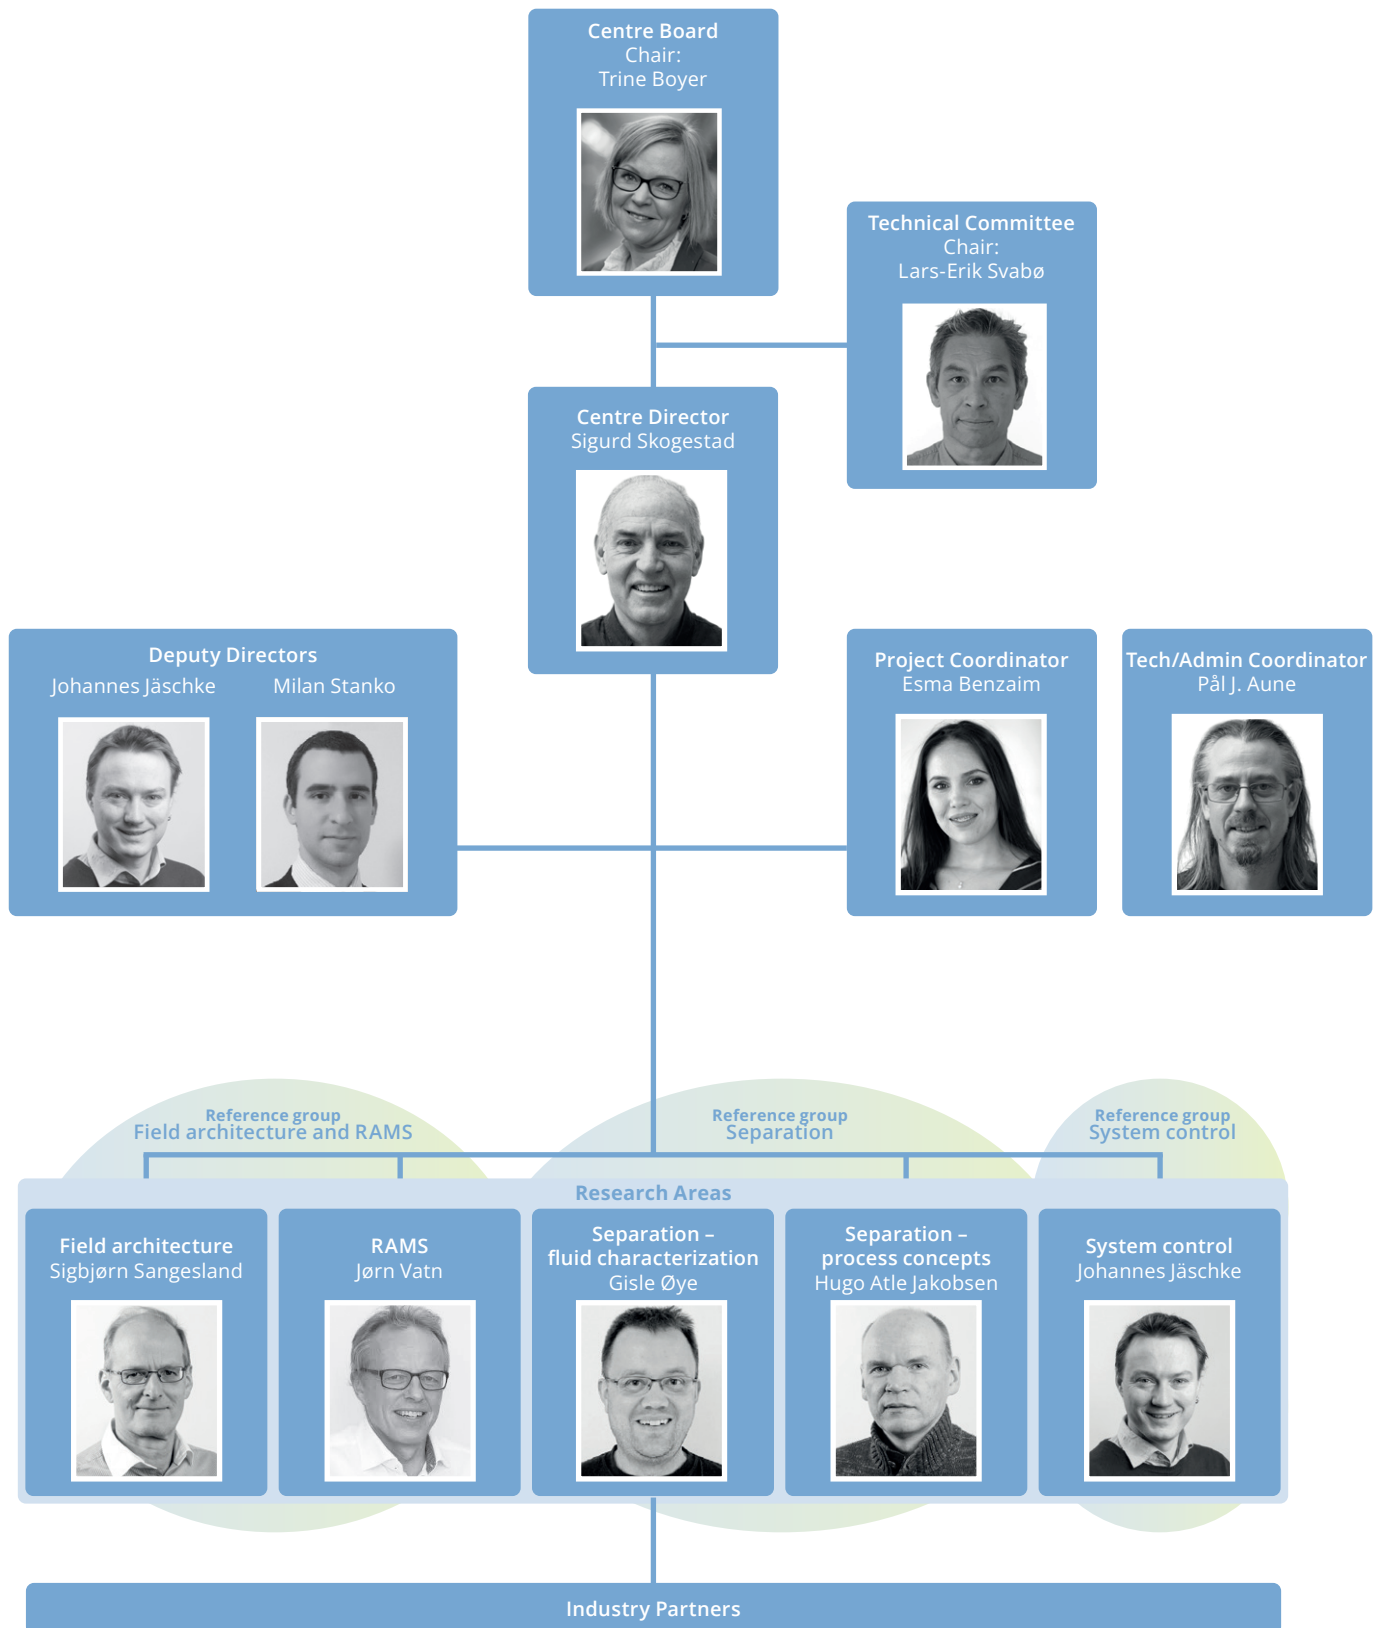 Centre Board
Chair:
Trine Boyer
Technical Committee
Chair:
Lars-Erik Svabø
Centre Director
Sigurd Skogestad
Deputy Directors
Johannes Jäschke
Milan Stanko
Project Coordinator
Esma Benzaim
Tech/Admin Coordinator
Pål J. Aune
Reference group
Field architecture and RAMS
Reference group
Separation
Reference group
System control
Research Areas
Field architecture
Sigbjørn Sangesland
RAMS
Jørn Vatn
Separation –
fluid characterization
Gisle Øye
Separation –
process concepts
Hugo Atle Jakobsen
System control
Johannes Jäschke
Industry Partners